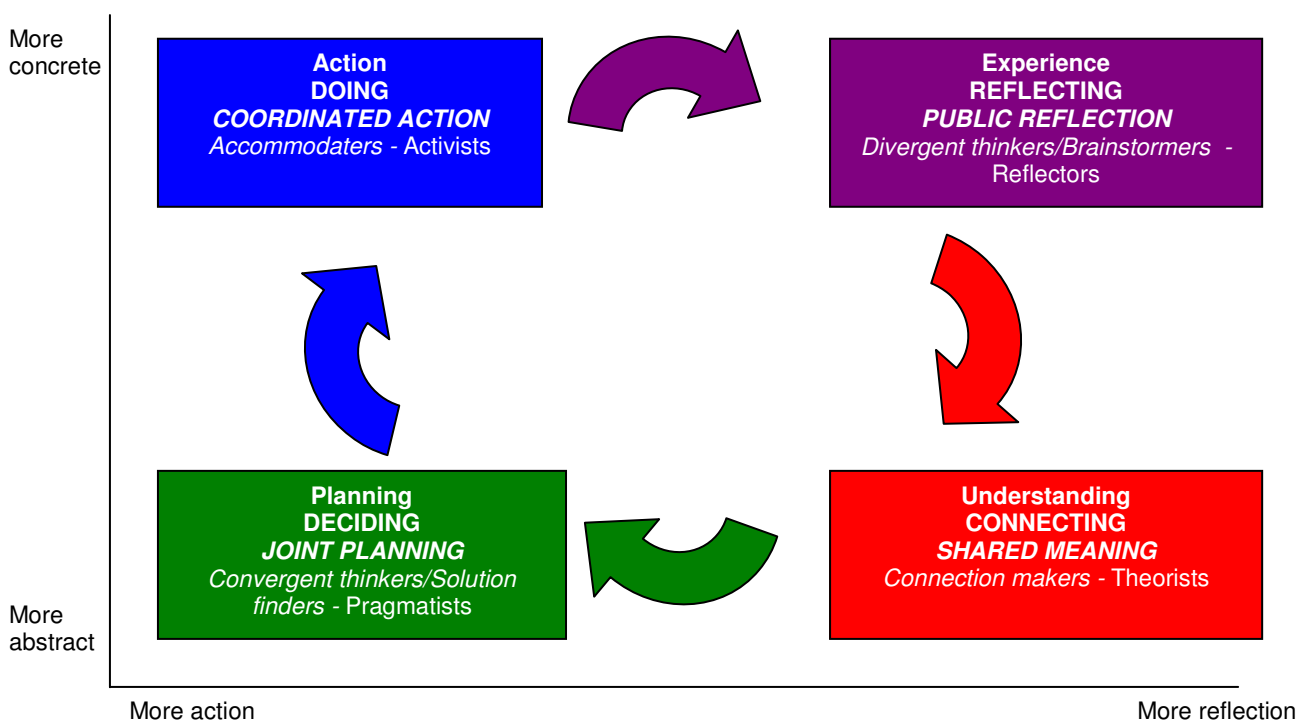 More
concrete
Action
DOING
COORDINATED ACTION
Accommodaters - Activists
Experience
REFLECTING
PUBLIC REFLECTION
Divergent thinkers/Brainstormers -
Reflectors
Planning
DECIDING
JOINT PLANNING
Convergent thinkers/Solution
finders - Pragmatists
Understanding
CONNECTING
SHARED MEANING
Connection makers - Theorists
More
abstract
More action
More reflection